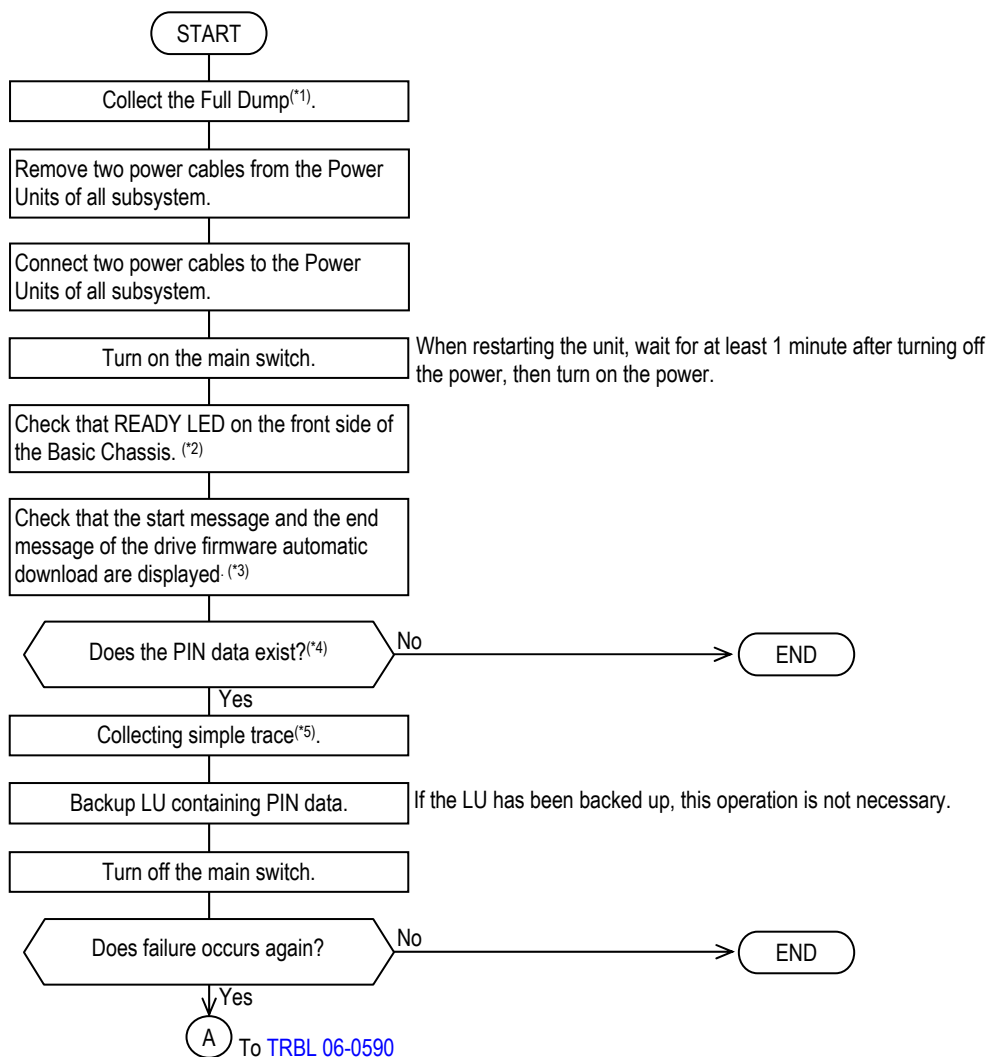 START
Collect the Full Dump(*1).
Remove two power cables from the Power
Units of all subsystem.
Connect two power cables to the Power
Units of all subsystem.
Turn on the main switch.
When restarting the unit, wait for at least 1 minute after turning off
the power, then turn on the power.
Check that READY LED on the front side of
the Basic Chassis. (*2)
Check that the start message and the end
message of the drive firmware automatic
download are displayed. (*3)
Does the PIN data exist?(*4)
No
END
Yes
Collecting simple trace(*5).
Backup LU containing PIN data.
If the LU has been backed up, this operation is not necessary.
Turn off the main switch.
Does failure occurs again?
No
END
Yes
A
To TRBL 06-0590